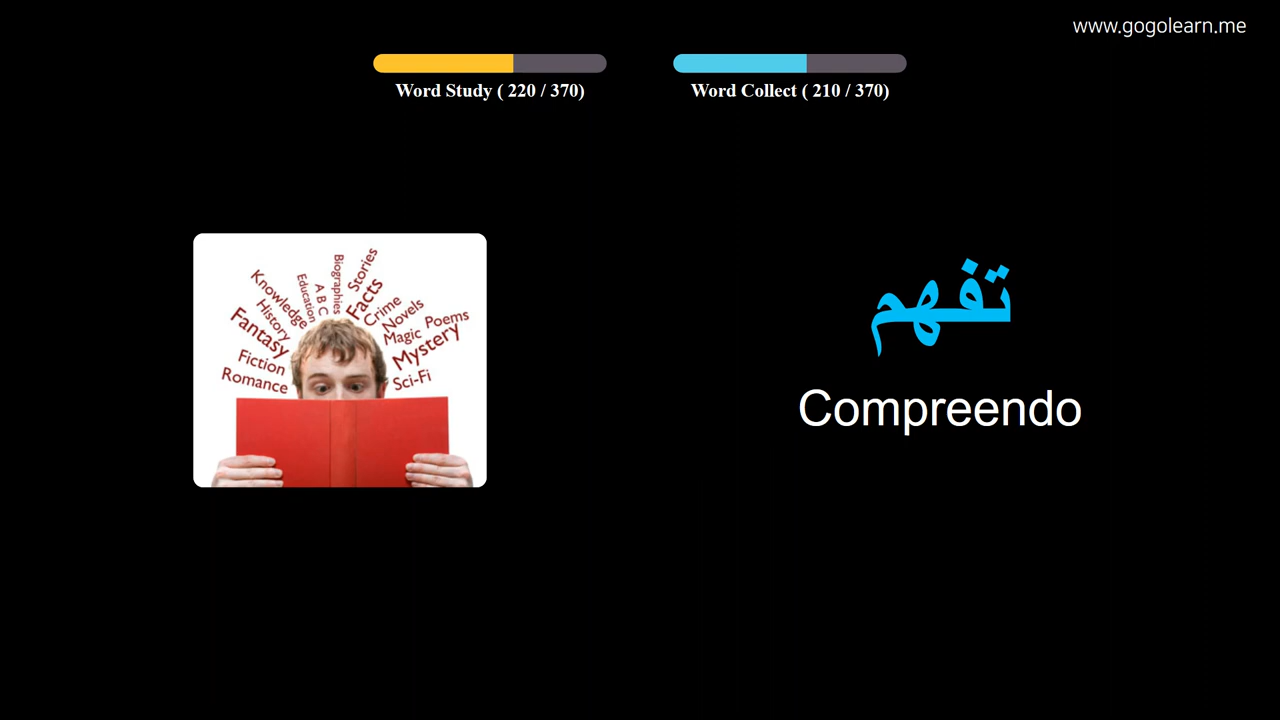 www.gogolearn.me
Word Study ( 220 / 370)
Word Collect ( 210 / 370)
Stories
Biographies
Facts
Knowledge
Education
A B C
Crime
History
Novels
Fantasy
Magic
Poems
Mystery
Fiction
Romance
Sci-Fi
تفهم
Compreendo